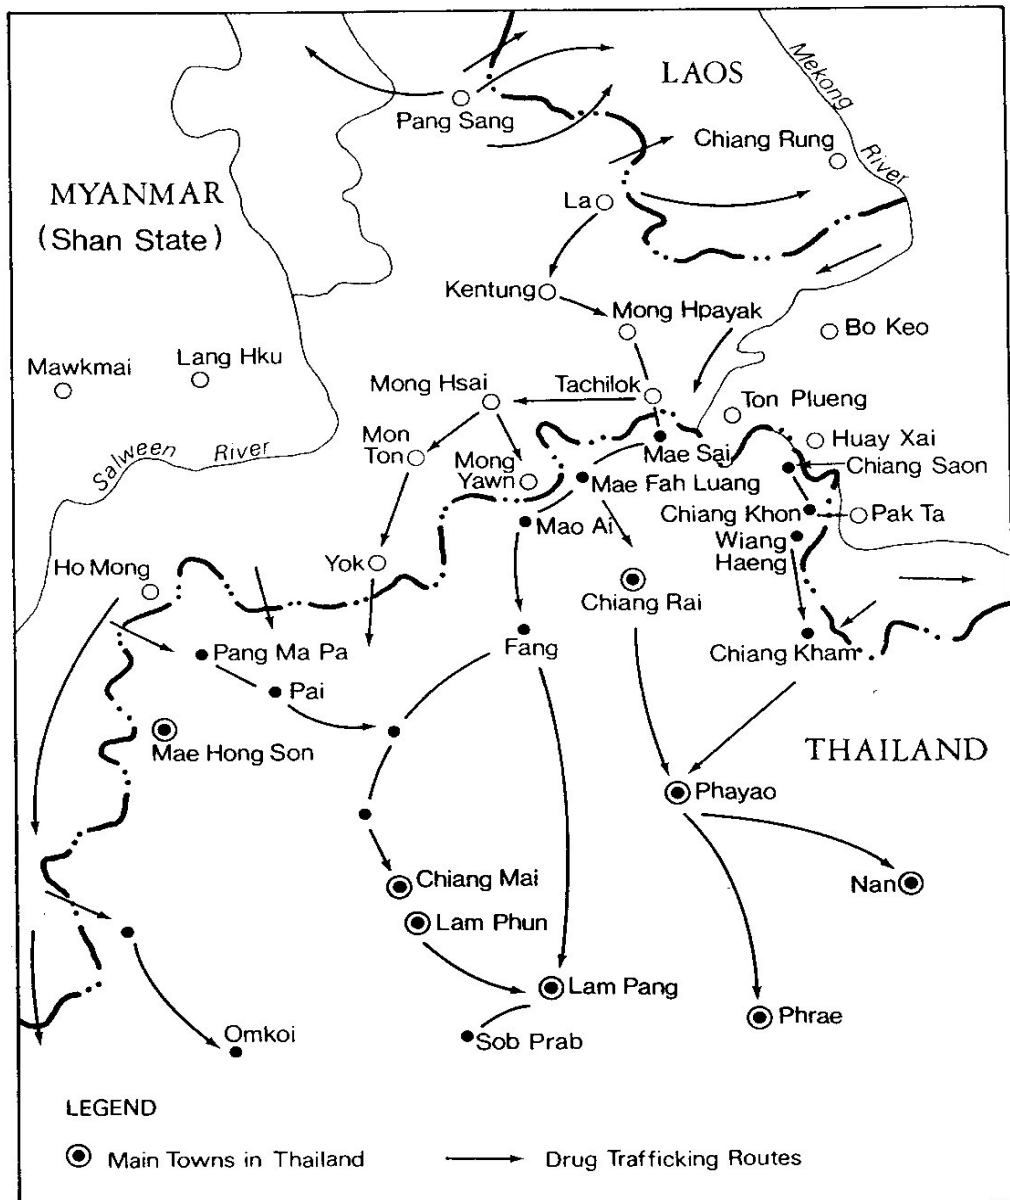 LAOS
Mekong
River
Pang Sang
Chiang Rung
MYANMAR
(Shan State)
La
Kentung
Mong Hpayak
Bo Keo
Mawkmai
Lang Hku
Mong Hsai
Tachilok
Ton Plueng
Salween River
Mon
Ton
Mong
Yawn
Mae Sai
Huay Xai
Chiang Saon
Mae Fah Luang
Mao Ai
Chiang Khon
Pak Ta
Wiang
Haeng
Ho Mong
Yok
Chiang Rai
Pang Ma Pa
Fang
Chiang Kham
Pai
Mae Hong Son
THAILAND
Phayao
Chiang Mai
Nan
Lam Phun
Lam Pang
Phrae
Omkoi
Sob Prab
LEGEND
Main Towns in Thailand
Drug Trafficking Routes